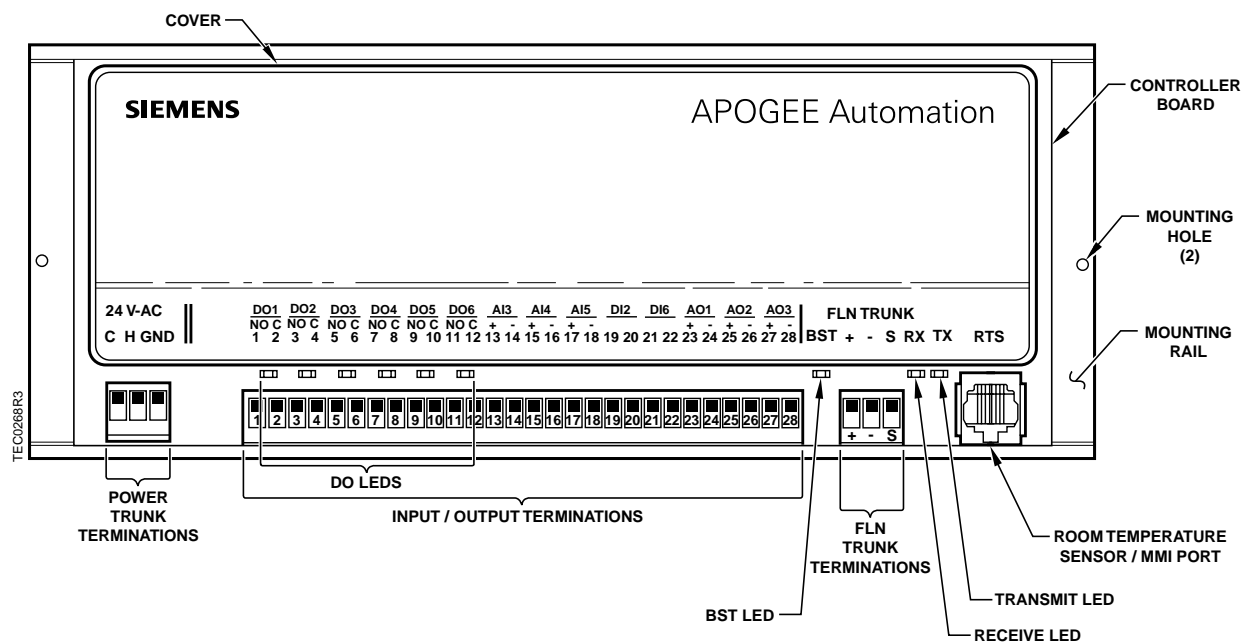 COVER
SIEMENS
APOGEE Automation
CONTROLLER
BOARD
MOUNTING
HOLE
(2)
MOUNTING
RAIL
24 V-AC
C H GND
DO1 DO2 DO3 DO4 DO5 DO6 AI3 AI4 AI5 DI2 DI6 AO1 AO2 AO3
NO C NO C NO C NO C NO C NO C + - + - + - + - + - + -
1 2 3 4 5 6 7 8 9 10 11 12 13 14 15 16 17 18 19 20 21 22 23 24 25 26 27 28
FLN TRUNK
BST + - S RX TX RTS
1 2 3 4 5 6 7 8 9 10 11 12 13 14 15 16 17 18 19 20 21 22 23 24 25 26 27 28
+ - S
TEC0268R3
DO LEDS
POWER
TRUNK
TERMINATIONS
INPUT / OUTPUT TERMINATIONS
FLN
TRUNK
TERMINATIONS
ROOM TEMPERATURE
SENSOR / MMI PORT
TRANSMIT LED
BST LED
RECEIVE LED